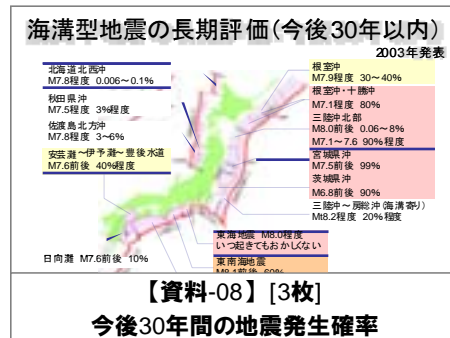 海溝型地震の長期評価(今後30年以内)
2003年発表
北海道北西沖
M7.8程度 0.006~0.1%
秋田県沖
M7.5程度 3%程度
佐渡島北方沖
M7.8程度 3~6%
安芸灘~伊予灘~豊後水道
M7.6前後 40%程度
日向灘 M7.6前後 10%
根室沖
M7.9程度 30~40%
根室沖・十勝沖
M7.1程度 80%
三陸沖北部
M8.0前後 0.06~8%
M7.1~7.6 90%程度
宮城県沖
M7.5前後 99%
茨城県沖
M6.8前後 90%
三陸沖~房総沖(海溝寄り)
Mt8.2程度 20%程度
東海地震 M8.0程度
いつ起きてもおかしくない
東南海地震
M8.1前後 60%
【資料-08】[3枚]
今後30年間の地震発生確率